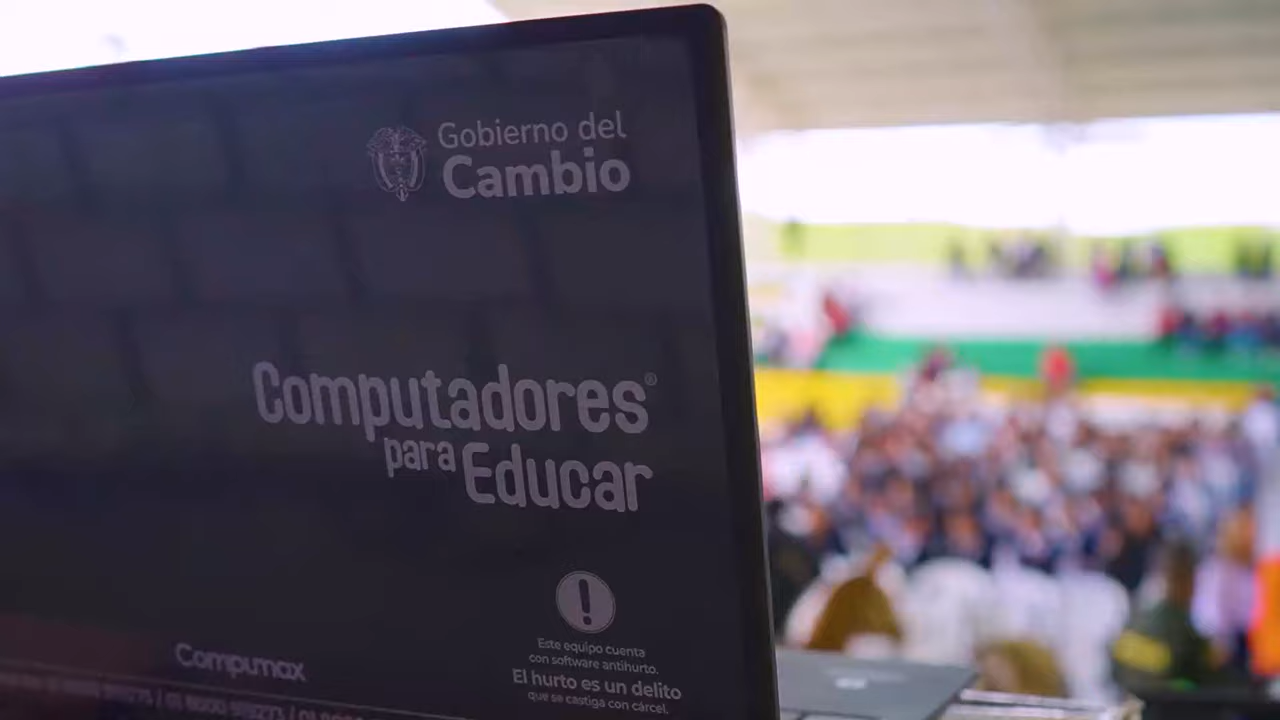 Gobierno del
Cambio
Computadores®
para Educar
Este equipo cuenta
con software antihurto.
El hurto es un delito
que se castiga con cárcel.
Compumax